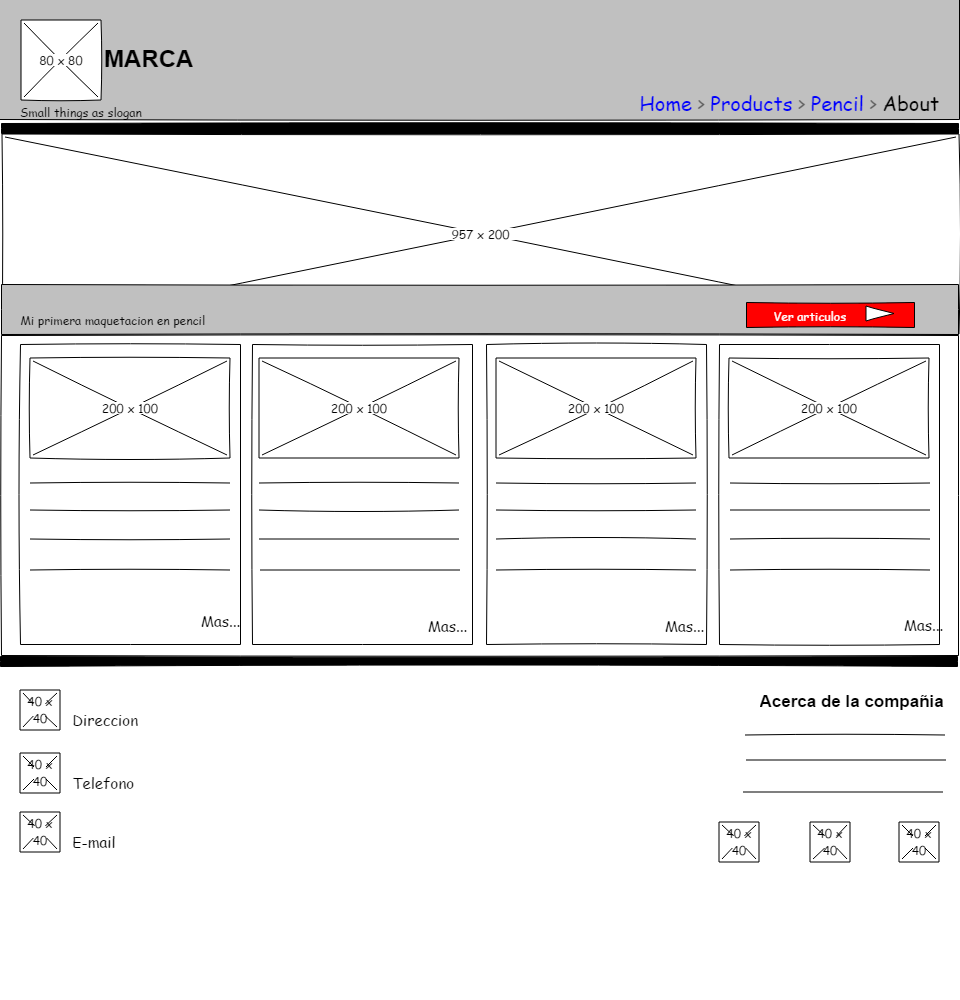 80 x 80
MARCA
Small things as slogan
Home > Products > Pencil > About
957 x 200
Mi primera maquetacion en pencil
Ver articulos
200 x 100
200 x 100
200 x 100
200 x 100
Mas...
Mas...
Mas...
Mas...
40 x
40
Direccion
40 x
40
Telefono
40 x
40
E-mail
Acerca de la compañia
40 x
40
40 x
40
40 x
40